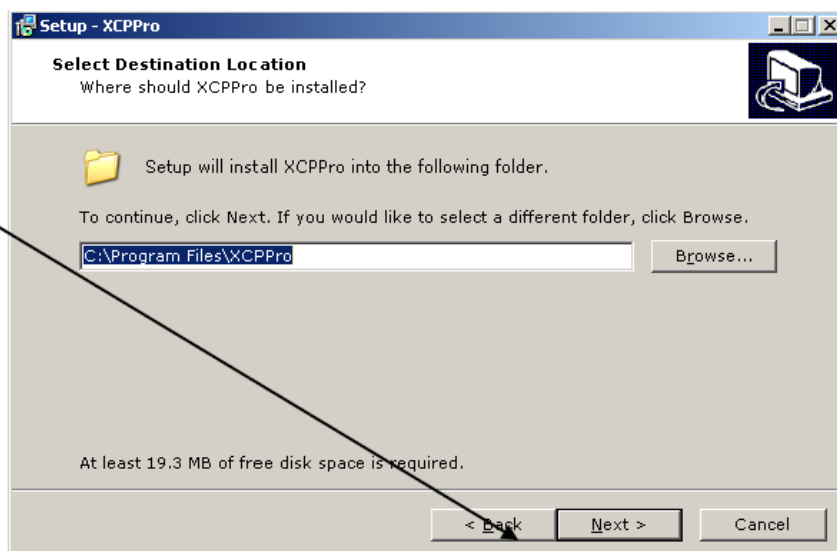 Setup - XCPPro
Select Destination Location
Where should XCPPro be installed?
Setup will install XCPPro into the following folder.
To continue, click Next. If you would like to select a different folder, click Browse.
C:\Program Files\XCPPro
Browse...
At least 19.3 MB of free disk space is required.
< Back Next > Cancel